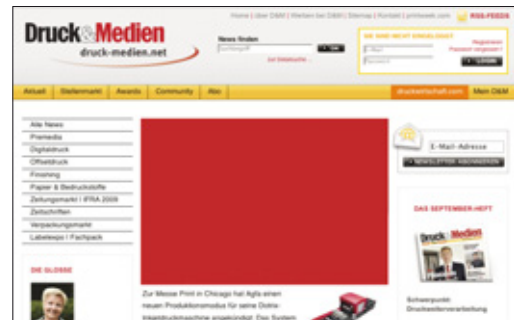 Home | über D&M | Werben bei D&M | Sitemap | Kontakt | printweek.com RSS-FEEDS
Druck&Medien
druck-medien.net
News finden
Suchbegriff
OK
zur Detailsuche
SIE SIND NICHT EINGELOGGT
E-Mail
Passwort
Registrieren
Passwort vergessen?
LOGIN
Aktuell | Stellenmarkt | Awards | Community | Abo
druckwirtschaft.com | Mein D&M
Alle News
Premedia
Digitaldruck
Offsetdruck
Finishing
Papier & Bedruckstoffe
Zeitungsmarkt | IFRA 2009
Zeitschriften
Verpackungsmarkt
Labelexpo | Fachpack
DIE GLOSSE
Zur Messe Print in Chicago hat Agfa einen
neuen Produktionsmodus für seine Dotrix-
Inkjetdruckmaschine angekündigt. Das System
E-Mail-Adresse
NEWSLETTER ABONNIEREN
DAS SEPTEMBER-HEFT
Druck&Medien
Schwerpunkt:
Druckweiterverarbeitung